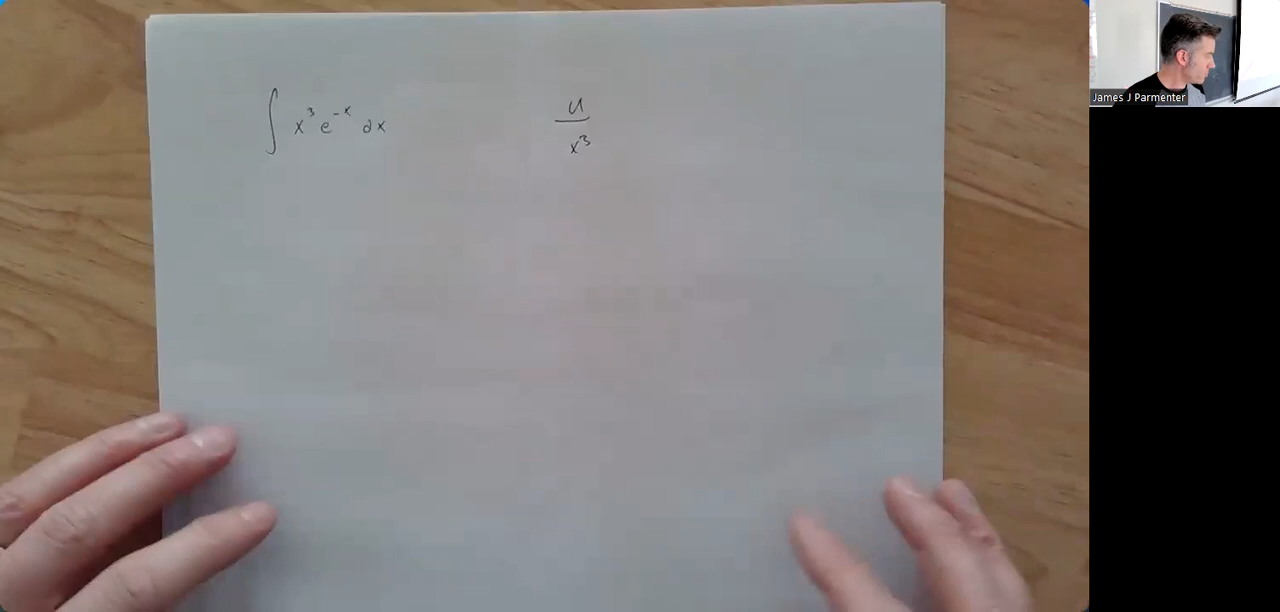 ∫ x³ e⁻ˣ dx
u
x³
James J Parmenter